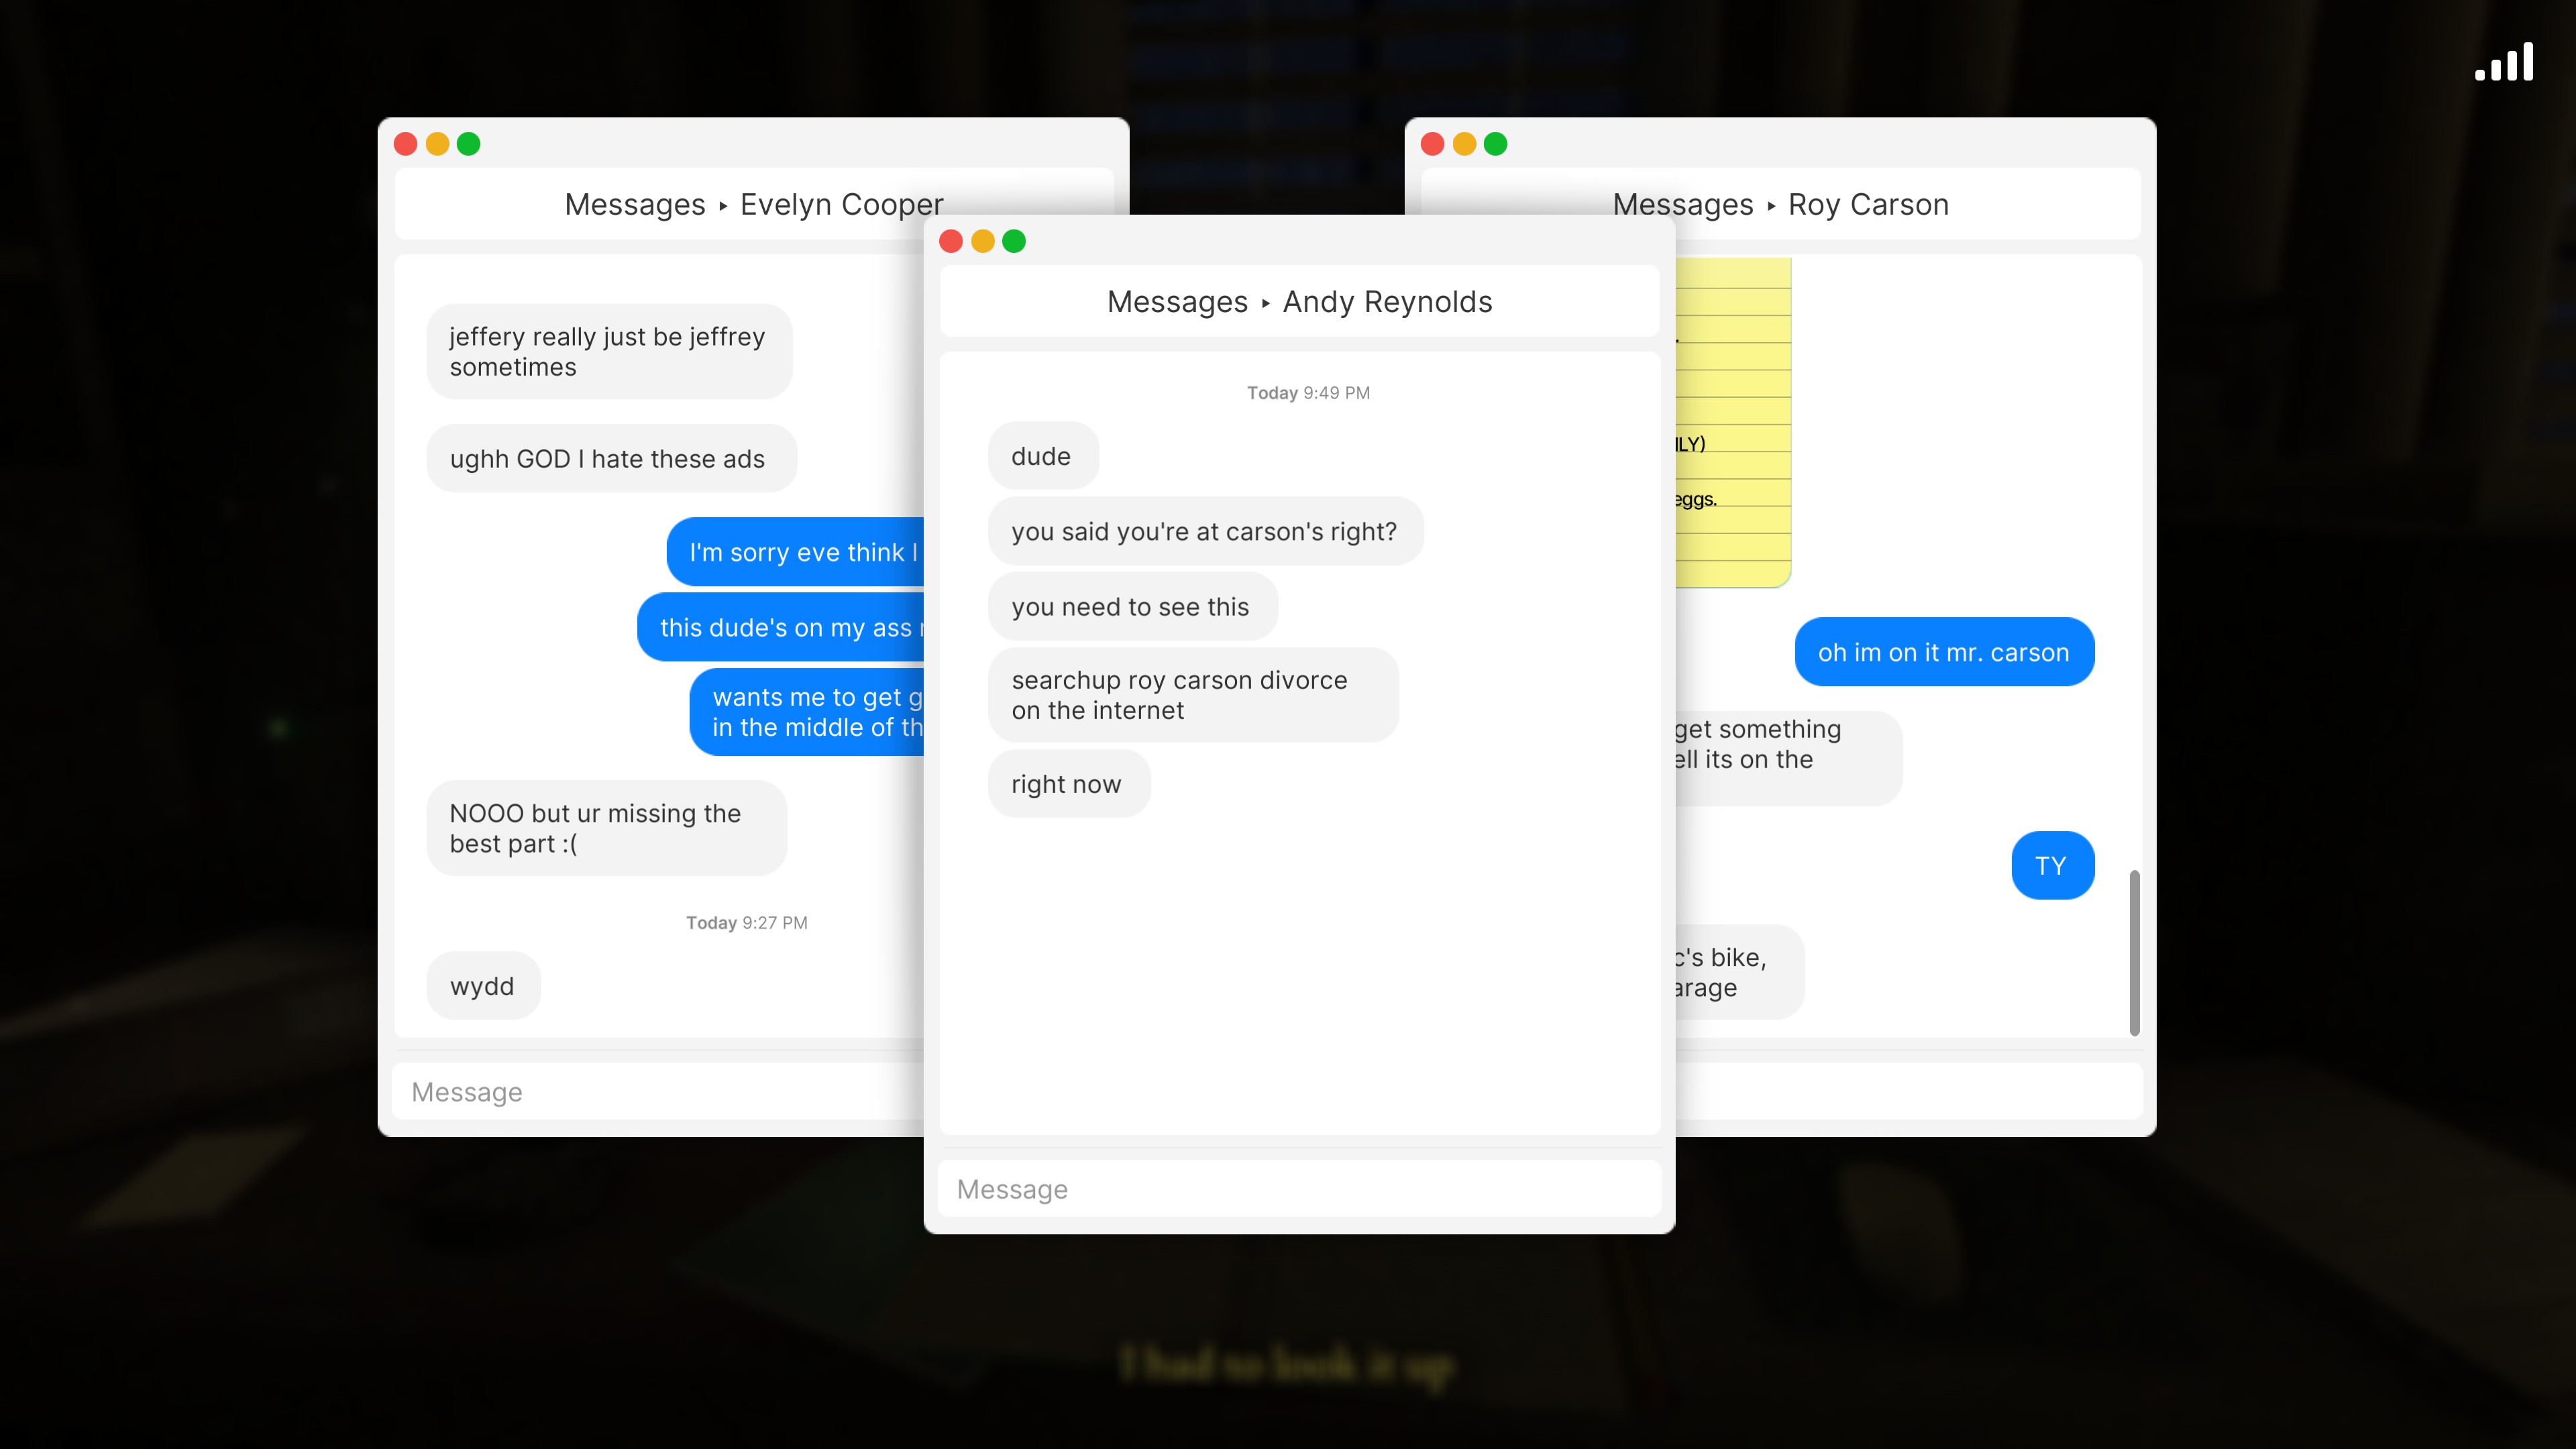 Messages ▸ Evelyn Cooper
jeffery really just be jeffrey
sometimes
ughh GOD I hate these ads
I'm sorry eve think I
this dude's on my ass
wants me to get g
in the middle of th
NOOO but ur missing the
best part :(
Today 9:27 PM
wydd
Message
Messages ▸ Andy Reynolds
Today 9:49 PM
dude
you said you're at carson's right?
you need to see this
searchup roy carson divorce
on the internet
right now
Message
Messages ▸ Roy Carson
LY)
eggs.
oh im on it mr. carson
get something
ell its on the
TY
c's bike,
arage
I had to look it up